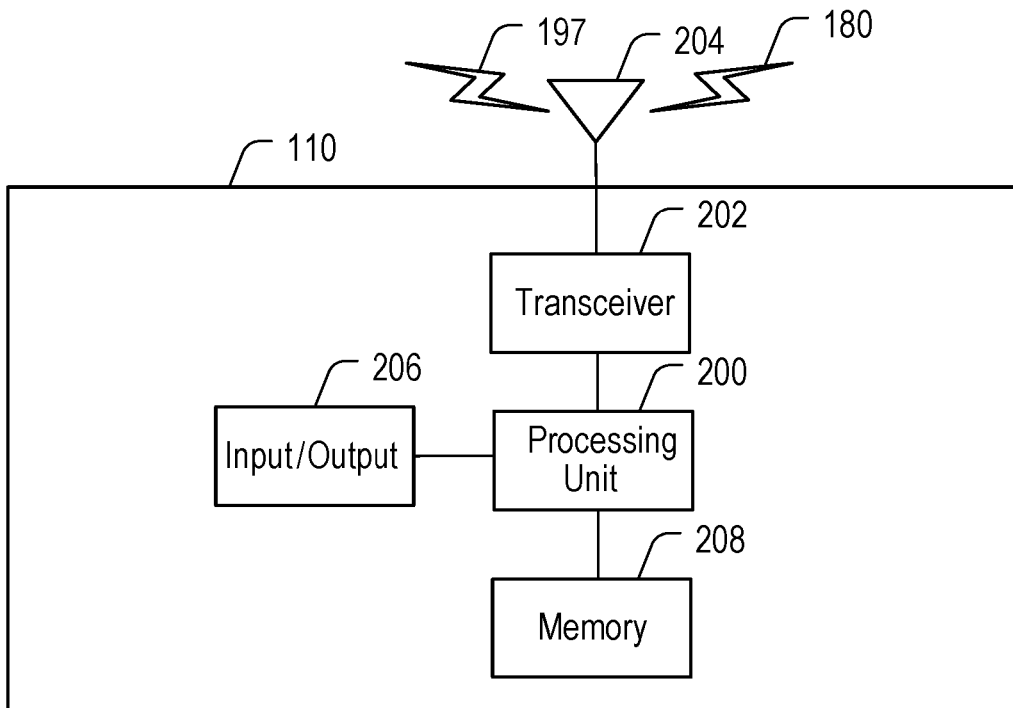 197
204
180
110
202
Transceiver
206
200
Input/Output
Processing
Unit
208
Memory